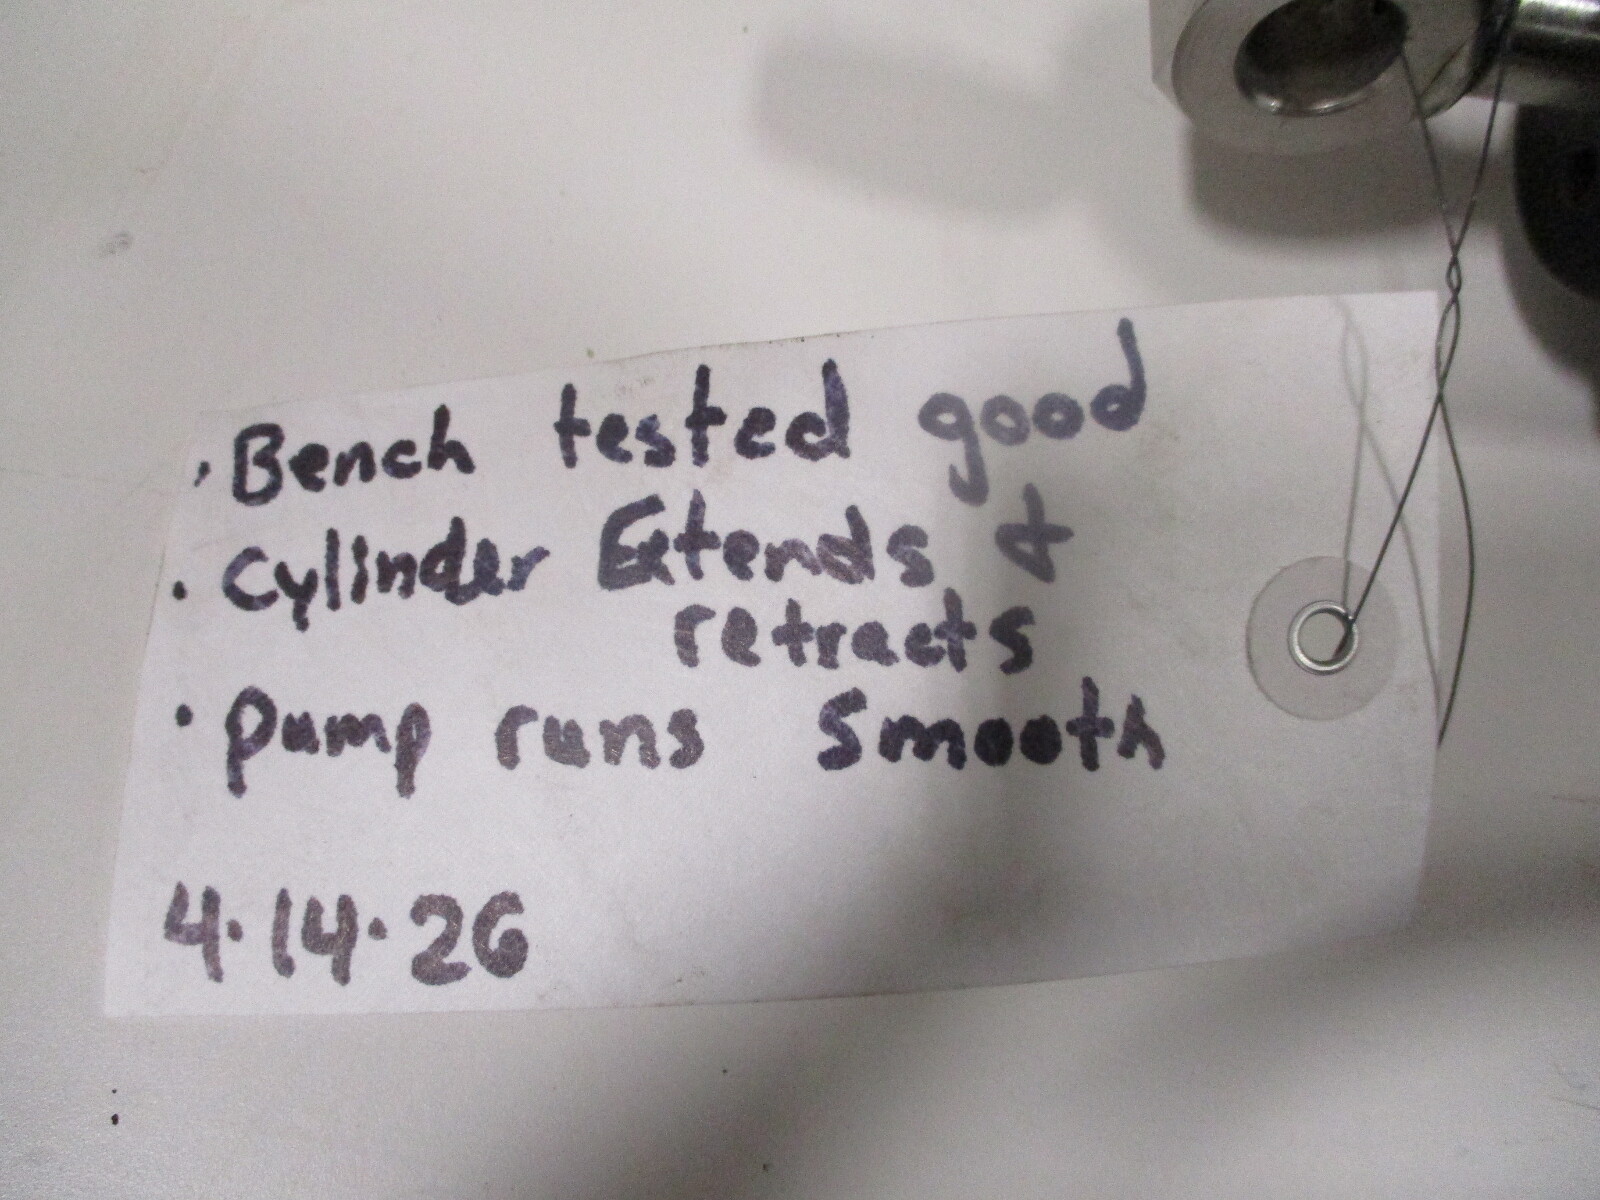 · Bench tested good
· Cylinder Extends &
retracts
· pump runs smooth
4·14·26